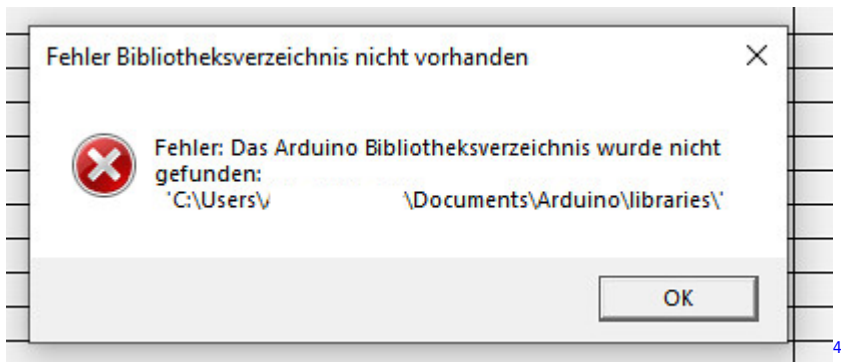 Fehler Bibliotheksverzeichnis nicht vorhanden
Fehler: Das Arduino Bibliotheksverzeichnis wurde nicht
gefunden:
'C:\Users\ \Documents\Arduino\libraries\'
OK
4